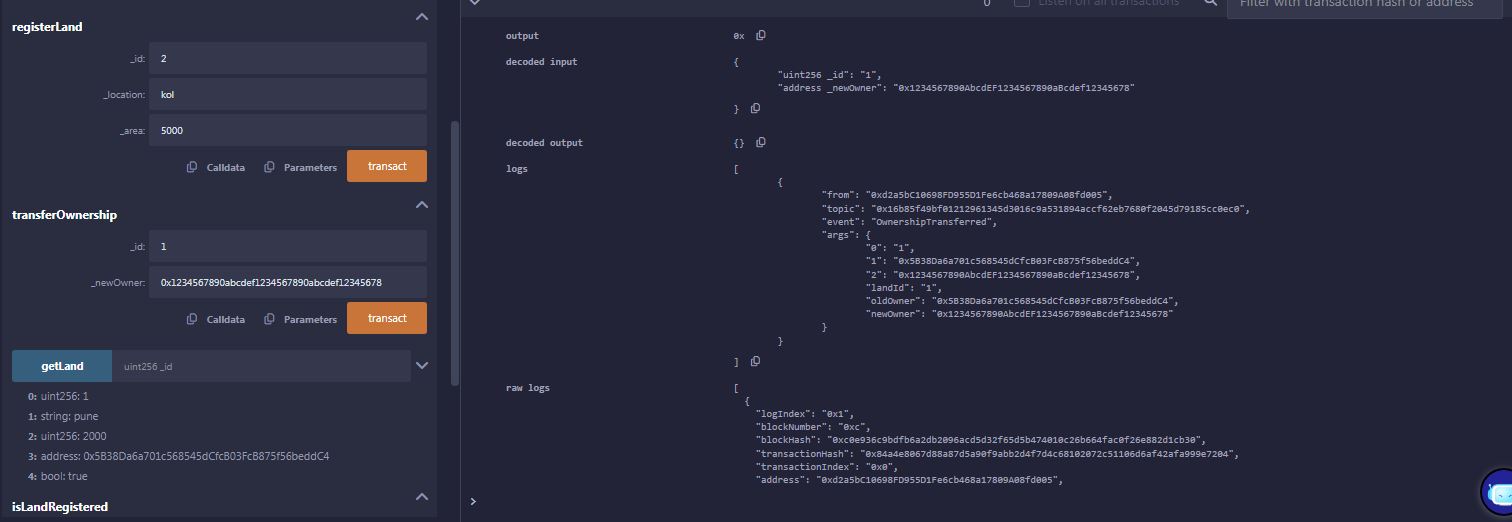 registerLand
_id: 2
_location: kol
_area: 5000
Calldata Parameters transact
transferOwnership
_id: 1
_newOwner: 0x1234567890abcdef1234567890abcdef12345678
Calldata Parameters transact
getLand uint256 _id
0: uint256: 1
1: string: pune
2: uint256: 2000
3: address: 0x5B38Da6a701c568545dCfcB03FcB875f56beddC4
4: bool: true
isLandRegistered
0 Listen on all transactions Filter with transaction hash or address
output 0x
decoded input {
"uint256 _id": "1",
"address _newOwner": "0x1234567890AbcdEF1234567890aBcdef12345678"
}
decoded output {}
logs [
{
"from": "0xd2a5bC10698FD955D1Fe6cb468a17809A08fd005",
"topic": "0x16b85f49bf01212961345d3016c9a531894accf62eb7680f2045d79185cc0ec0",
"event": "OwnershipTransferred",
"args": {
"0": "1",
"1": "0x5B38Da6a701c568545dCfcB03FcB875f56beddC4",
"2": "0x1234567890AbcdEF1234567890aBcdef12345678",
"landId": "1",
"oldOwner": "0x5B38Da6a701c568545dCfcB03FcB875f56beddC4",
"newOwner": "0x1234567890AbcdEF1234567890aBcdef12345678"
}
}
]
raw logs [
{
"logIndex": "0x1",
"blockNumber": "0xc",
"blockHash": "0xc0e936c9bdfb6a2db2096acd5d32f65d5b474010c26b664fac0f26e882d1cb30",
"transactionHash": "0x84a4e8067d88a87d5a90f9abb2d4f7d4c68102072c51106d6af42afa999e7204",
"transactionIndex": "0x0",
"address": "0xd2a5bC10698FD955D1Fe6cb468a17809A08fd005",
>